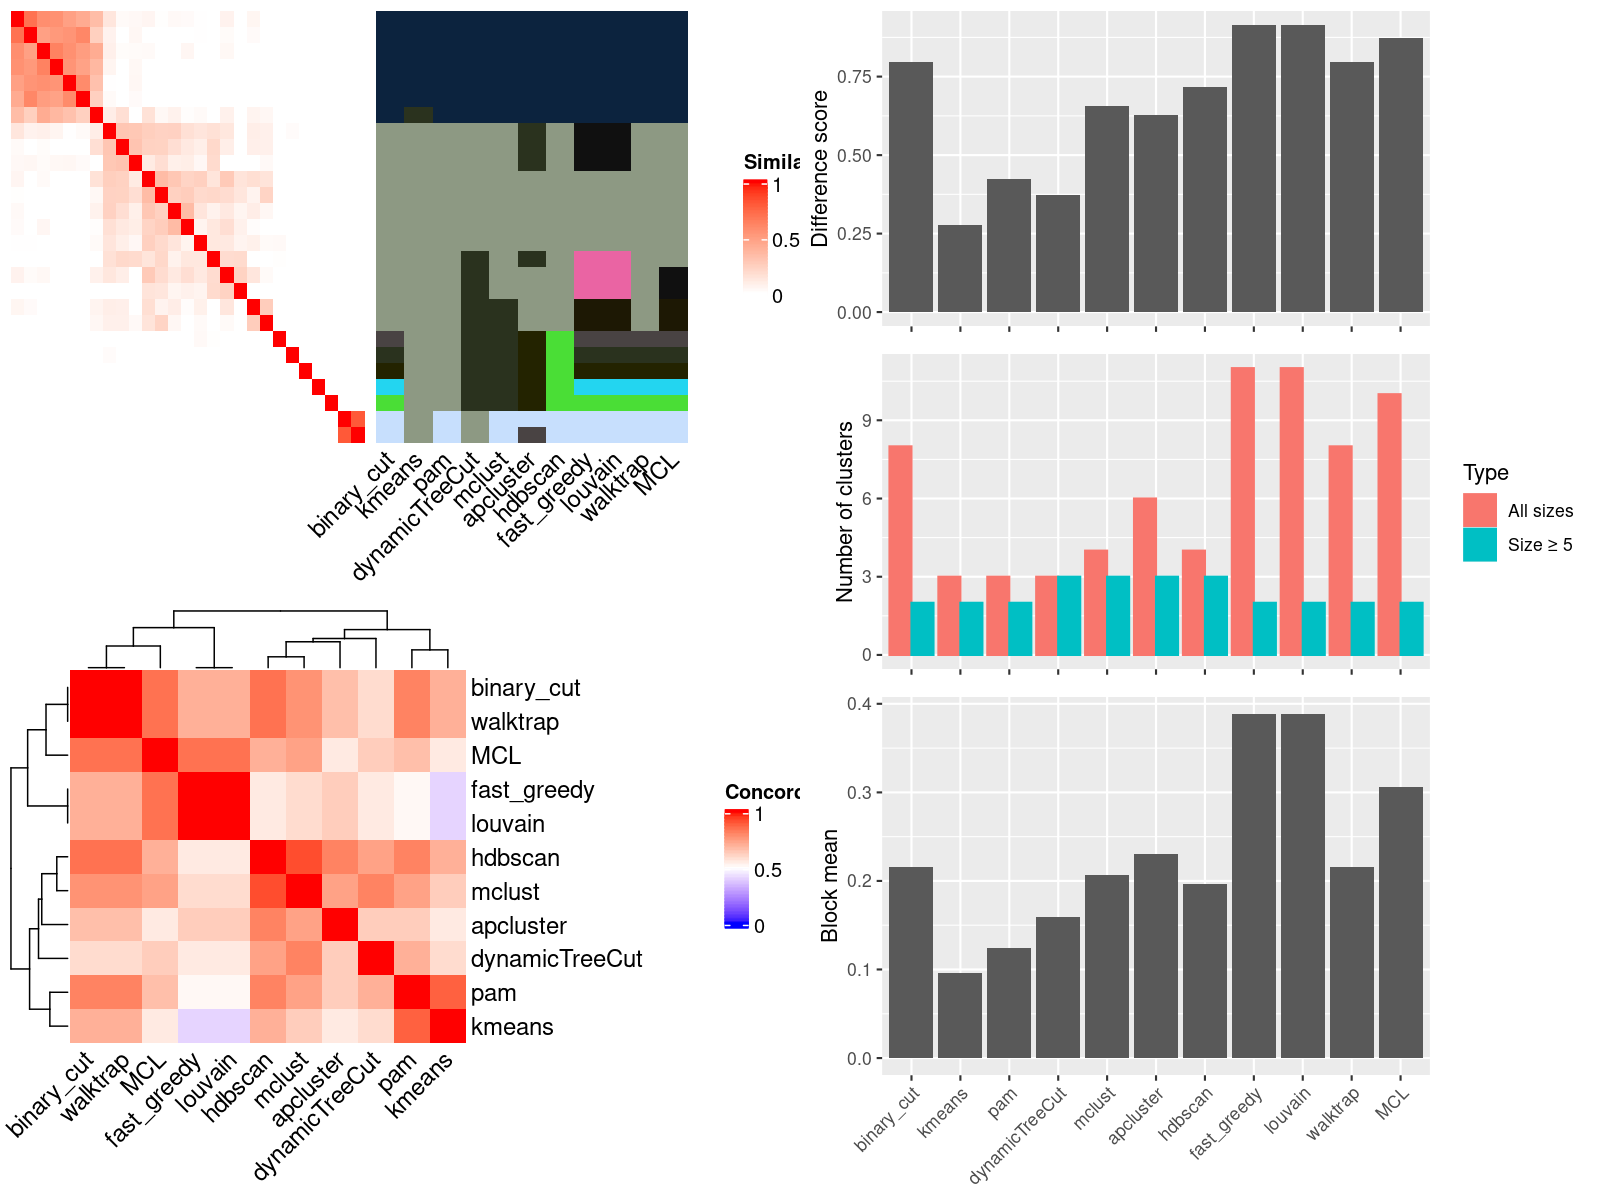 Simila
1
0.5
0
binary_cut
kmeans
pam
dynamicTreeCut
mclust
apcluster
hdbscan
fast_greedy
louvain
walktrap
MCL
binary_cut
walktrap
MCL
fast_greedy
louvain
hdbscan
mclust
apcluster
dynamicTreeCut
pam
kmeans
binary_cut
walktrap
MCL
fast_greedy
louvain
hdbscan
mclust
apcluster
dynamicTreeCut
pam
kmeans
Concord
1
0.5
0
Difference score
0.75
0.50
0.25
0.00
Number of clusters
9
6
3
0
Type
All sizes
Size ≥ 5
Block mean
0.4
0.3
0.2
0.1
0.0
binary_cut
kmeans
pam
dynamicTreeCut
mclust
apcluster
hdbscan
fast_greedy
louvain
walktrap
MCL